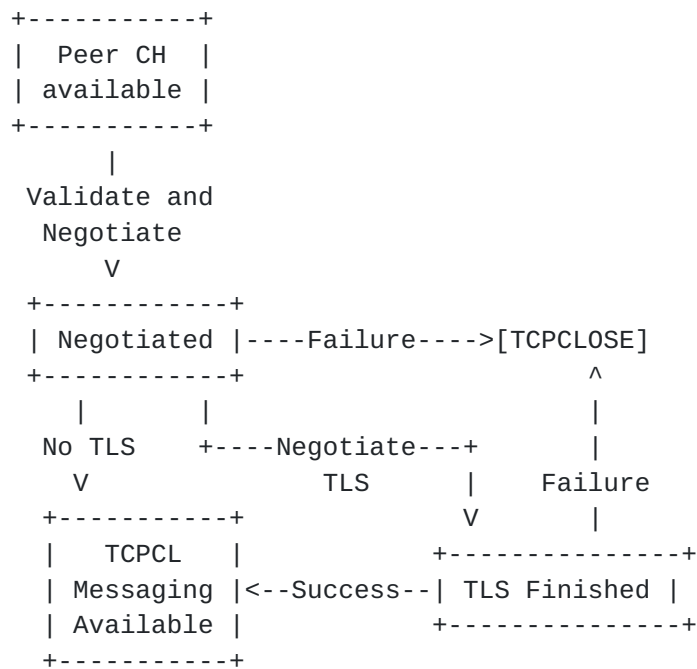 +-----------+
|  Peer CH  |
| available |
+-----------+
      |
 Validate and
  Negotiate
      V
 +------------+
 | Negotiated |----Failure---->[TCPCLOSE]
 +------------+                     ^
    |       |                       |
  No TLS    +----Negotiate---+      |
    V              TLS       |   Failure
  +-----------+              V      |
  |   TCPCL   |            +---------------+
  | Messaging |<--Success--| TLS Finished |
  | Available |            +---------------+
  +-----------+